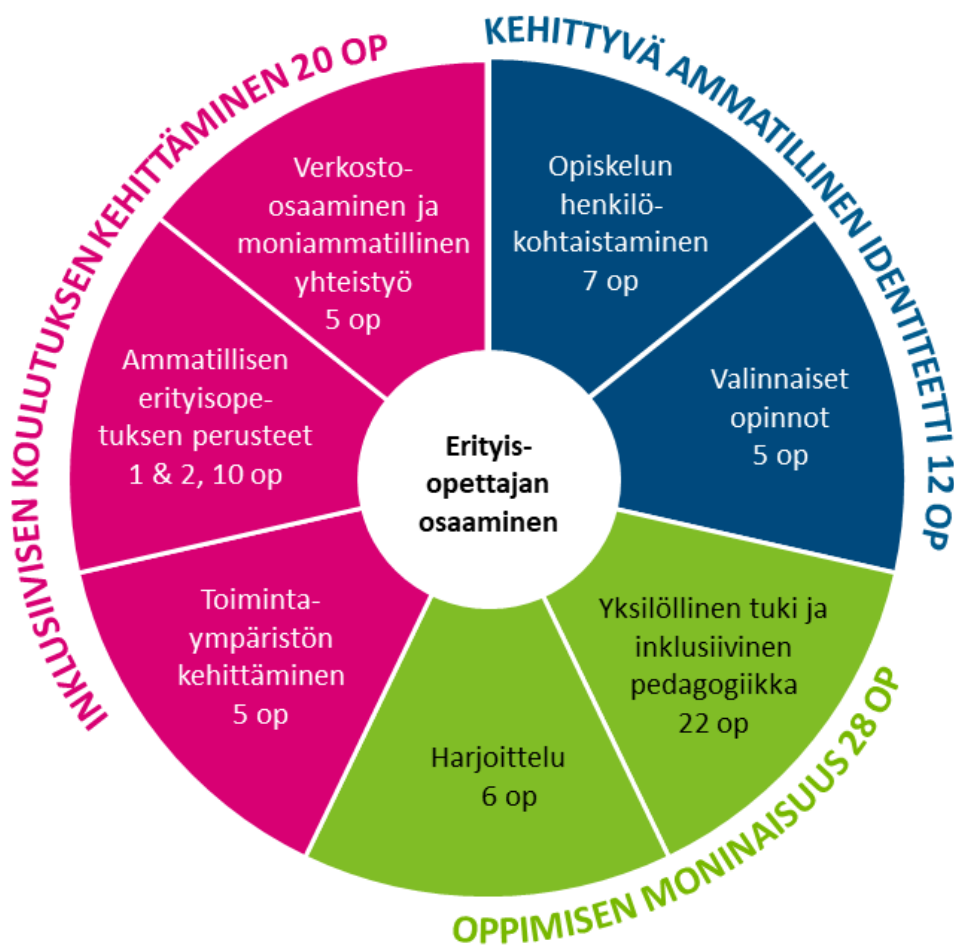 KEHITTYVÄ AMMATILLINEN IDENTITEETTI 12 OP
Opiskelun
henkilö-
kohtaistaminen
7 op
Valinnaiset
opinnot
5 op
OPPIMISEN MONINAISUUS 28 OP
Yksilöllinen tuki ja
inklusiivinen
pedagogiikka
22 op
Harjoittelu
6 op
INKLUSIIVISEN KOULUTUKSEN KEHITTÄMINEN 20 OP
Toiminta-
ympäristön
kehittäminen
5 op
Ammatillisen
erityisope-
tuksen perusteet
1 & 2, 10 op
Verkosto-
osaaminen ja
moniammatillinen
yhteistyö
5 op
Erityis-
opettajan
osaaminen